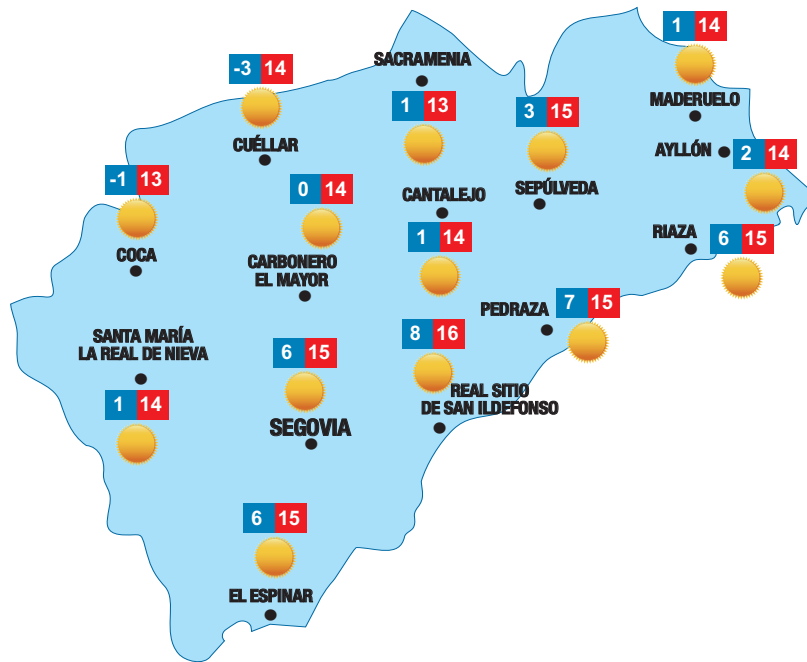 1 14
MADERUELO
SACRAMENIA
-3 14
CUÉLLAR
1 13
3 15
SEPÚLVEDA
AYLLÓN
2 14
-1 13
COCA
0 14
CARBONERO
EL MAYOR
CANTALEJO
1 14
RIAZA
6 15
PEDRAZA
7 15
SANTA MARÍA
LA REAL DE NIEVA
1 14
6 15
SEGOVIA
8 16
REAL SITIO
DE SAN ILDEFONSO
6 15
EL ESPINAR